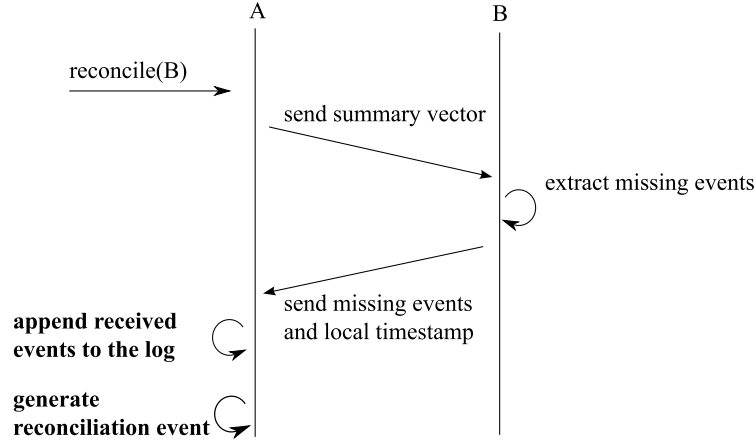 A
B
reconcile(B)
send summary vector
extract missing events
send missing events
and local timestamp
append received
events to the log
generate
reconciliation event